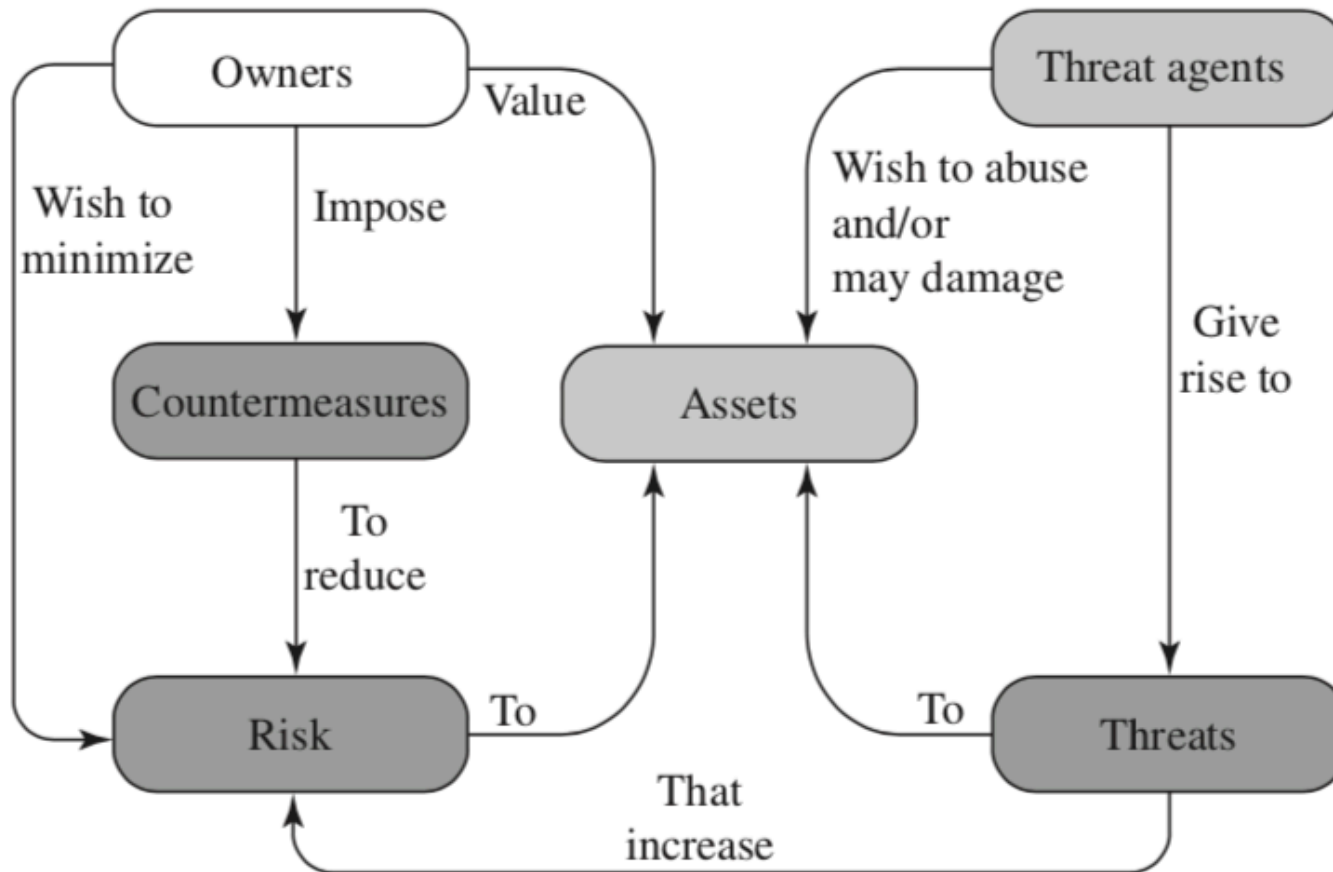 Owners
Threat agents
Value
Wish to
minimize
Impose
Wish to abuse
and/or
may damage
Give
rise to
Countermeasures
Assets
To
reduce
Risk
To
To
Threats
That
increase